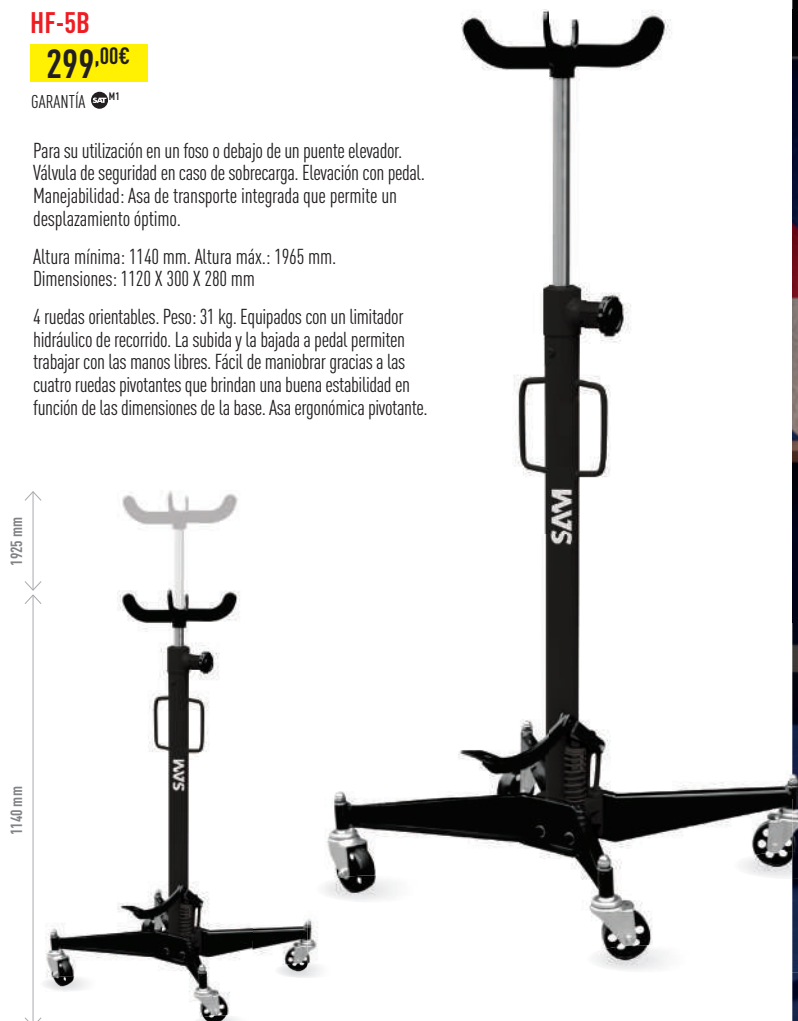 HF-5B
299,00€
GARANTÍA SAT M1
Para su utilización en un foso o debajo de un puente elevador.
Válvula de seguridad en caso de sobrecarga. Elevación con pedal.
Manejabilidad: Asa de transporte integrada que permite un
desplazamiento óptimo.
Altura mínima: 1140 mm. Altura máx.: 1965 mm.
Dimensiones: 1120 X 300 X 280 mm
4 ruedas orientables. Peso: 31 kg. Equipados con un limitador
hidráulico de recorrido. La subida y la bajada a pedal permiten
trabajar con las manos libres. Fácil de maniobrar gracias a las
cuatro ruedas pivotantes que brindan una buena estabilidad en
función de las dimensiones de la base. Asa ergonómica pivotante.
SAM
1925 mm
SAM
1140 mm